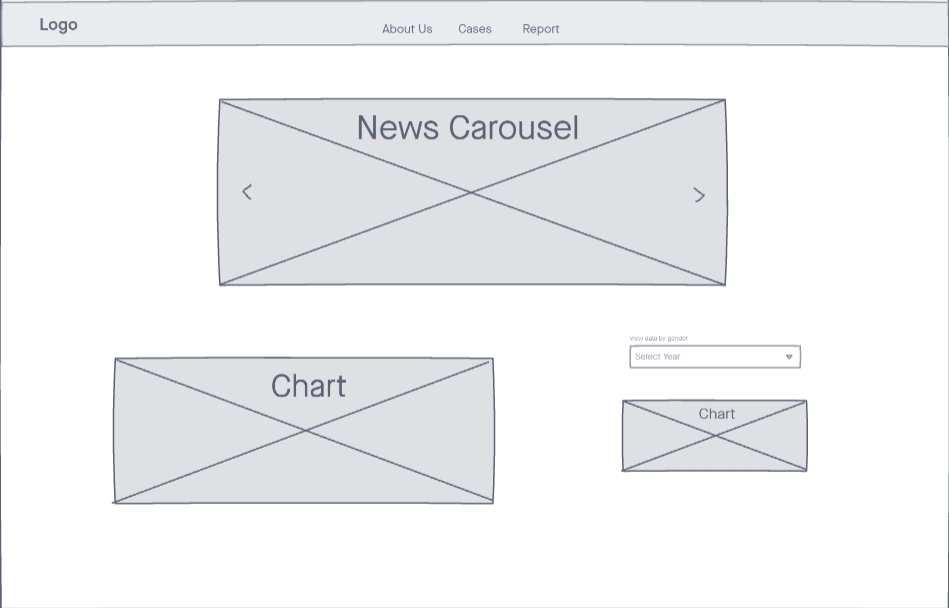 Logo
About Us Cases Report
News Carousel
Chart
View data by gender
Select Year
Chart